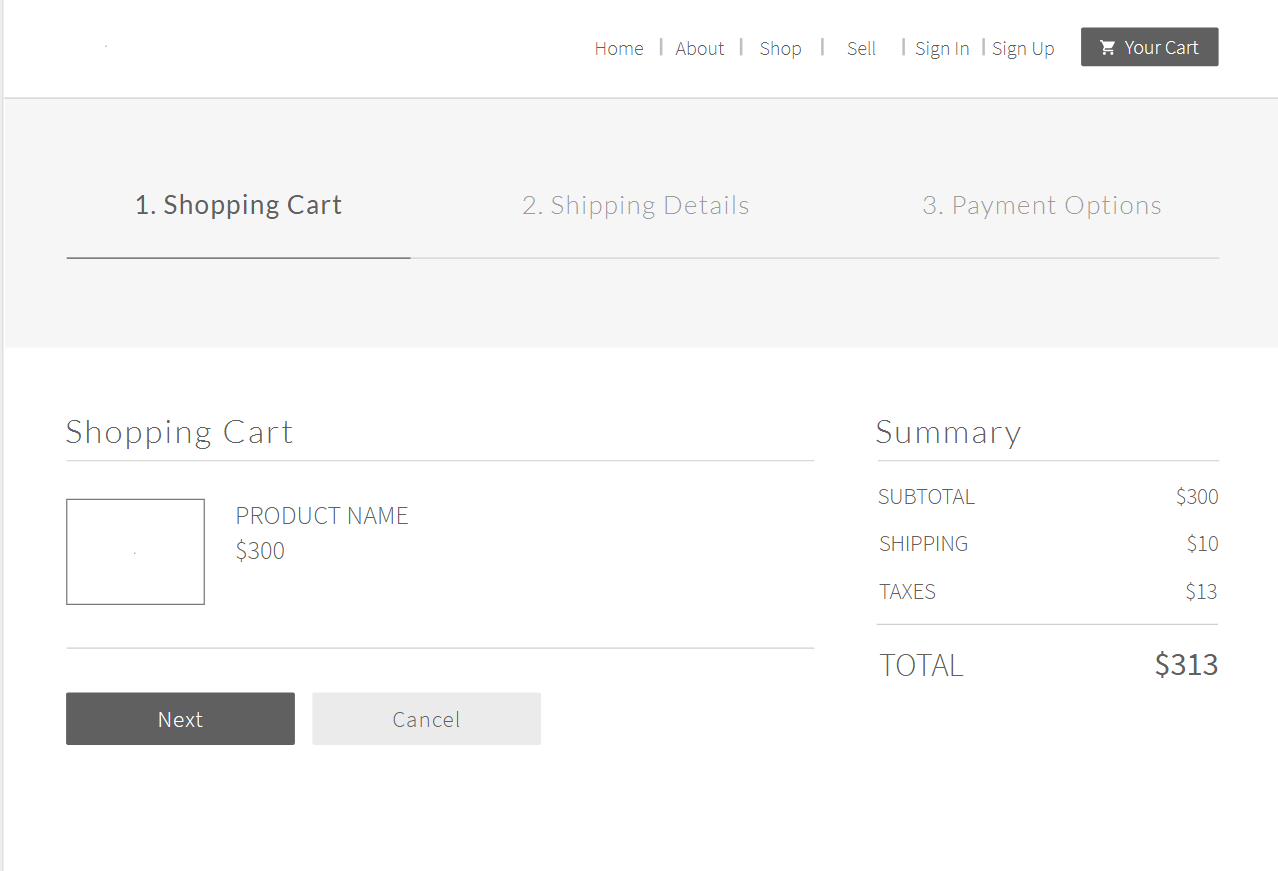 Home | About | Shop | Sell | Sign In | Sign Up Your Cart
1. Shopping Cart 2. Shipping Details 3. Payment Options
Shopping Cart
PRODUCT NAME
$300
Next Cancel
Summary
SUBTOTAL $300
SHIPPING $10
TAXES $13
TOTAL $313